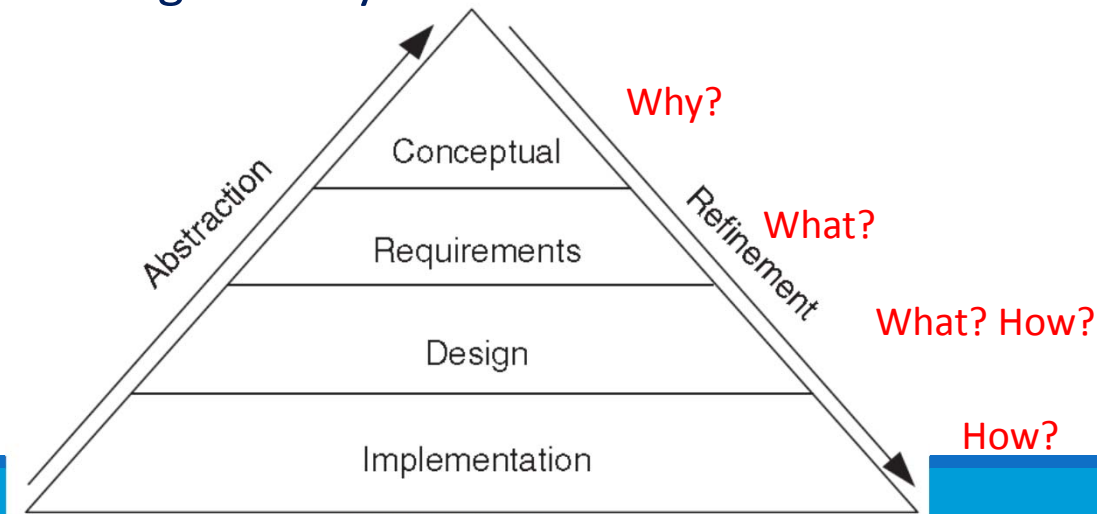 Why?
Conceptual
Abstraction
Refinement
What?
Requirements
What? How?
Design
How?
Implementation